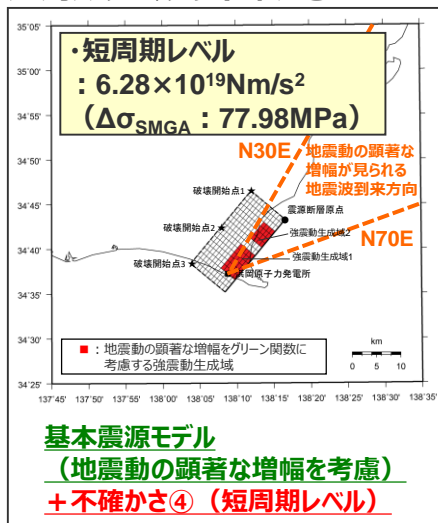 ・短周期レベル
：6.28×10¹⁹Nm/s²
（Δσ_SMGA：77.98MPa）
N30E
地震動の顕著な
増幅が見られる
地震波到来方向
N70E
破壊開始点1
震源断層原点
破壊開始点2
強震動生成域2
強震動生成域1
破壊開始点3
岡原子力発電所
■：地震動の顕著な増幅をグリーン関数に
考慮する強震動生成域
km
0 5 10
35°05'
35°00'
34°55'
34°50'
34°45'
34°40'
34°35'
34°30'
34°25'
137°45' 137°50' 137°55' 138°00' 138°05' 138°10' 138°15' 138°20' 138°25' 138°30' 138°35'
基本震源モデル
（地震動の顕著な増幅を考慮）
＋不確かさ④（短周期レベル）